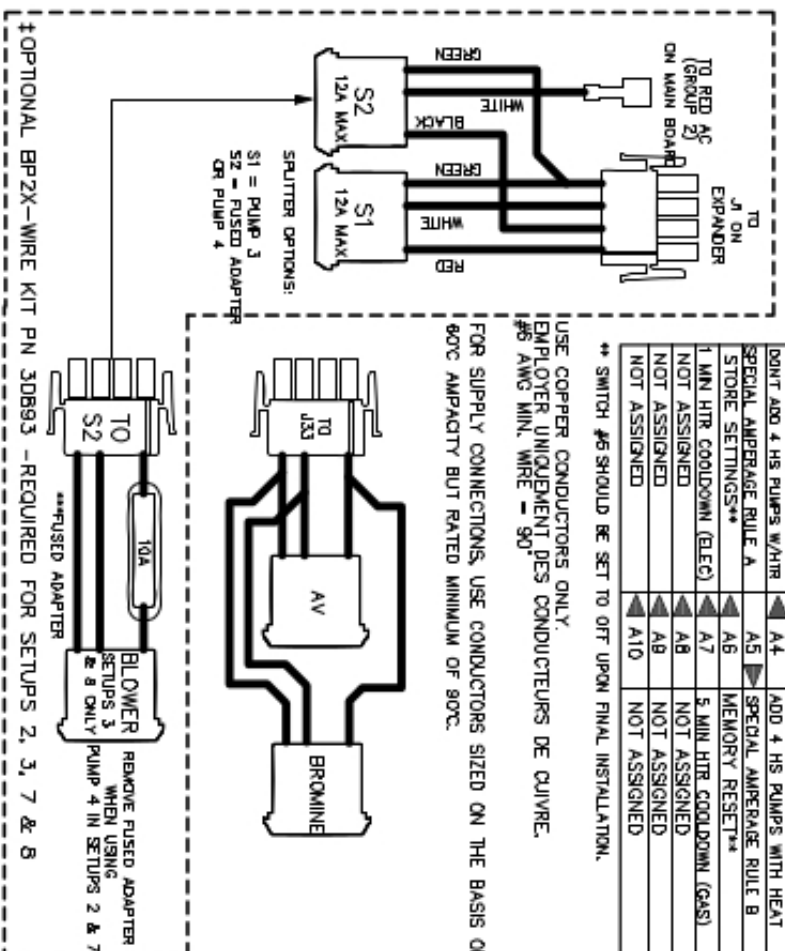 DONT ADD 4 HS PUMPS W/HTR A4 ADD 4 HS PUMPS WITH HEAT
SPECIAL AMPERAGE RULE A A5 SPECIAL AMPERAGE RULE B
STORE SETTINGS** A6 MEMORY RESET**
1 MIN HTR COOLDOWN (ELEC) A7 5 MIN HTR COOLDOWN (GAS)
NOT ASSIGNED A8 NOT ASSIGNED
NOT ASSIGNED A9 NOT ASSIGNED
NOT ASSIGNED A10 NOT ASSIGNED
** SWITCH #6 SHOULD BE SET TO OFF UPON FINAL INSTALLATION.
USE COPPER CONDUCTORS ONLY.
EMPLOYER UNIQUEMENT DES CONDUCTEURS DE CUIVRE.
#6 AWG MIN. WIRE - 90°
FOR SUPPLY CONNECTIONS, USE CONDUCTORS SIZED ON THE BASIS O
60°C AMPACITY BUT RATED MINIMUM OF 90°C.
TO
J1 ON
EXPANDER
TO RED AC
(GROUP 2)
ON MAIN BOARD
GREEN
WHITE
BLACK
GREEN
WHITE
RED
S2
12A MAX
S1
12A MAX
SPLITTER OPTIONS:
S1 = PUMP 3
S2 - FUSED ADAPTER
OR PUMP 4
TO
J33
AV
BROMINE
TO
S2
10A
***FUSED ADAPTER
BLOWER
SETUPS 3
& 8 ONLY
REMOVE FUSED ADAPTER
WHEN USING
PUMP 4 IN SETUPS 2 & 7
‡OPTIONAL BP2X-WIRE KIT PN 30893 -REQUIRED FOR SETUPS 2, 3, 7 & 8